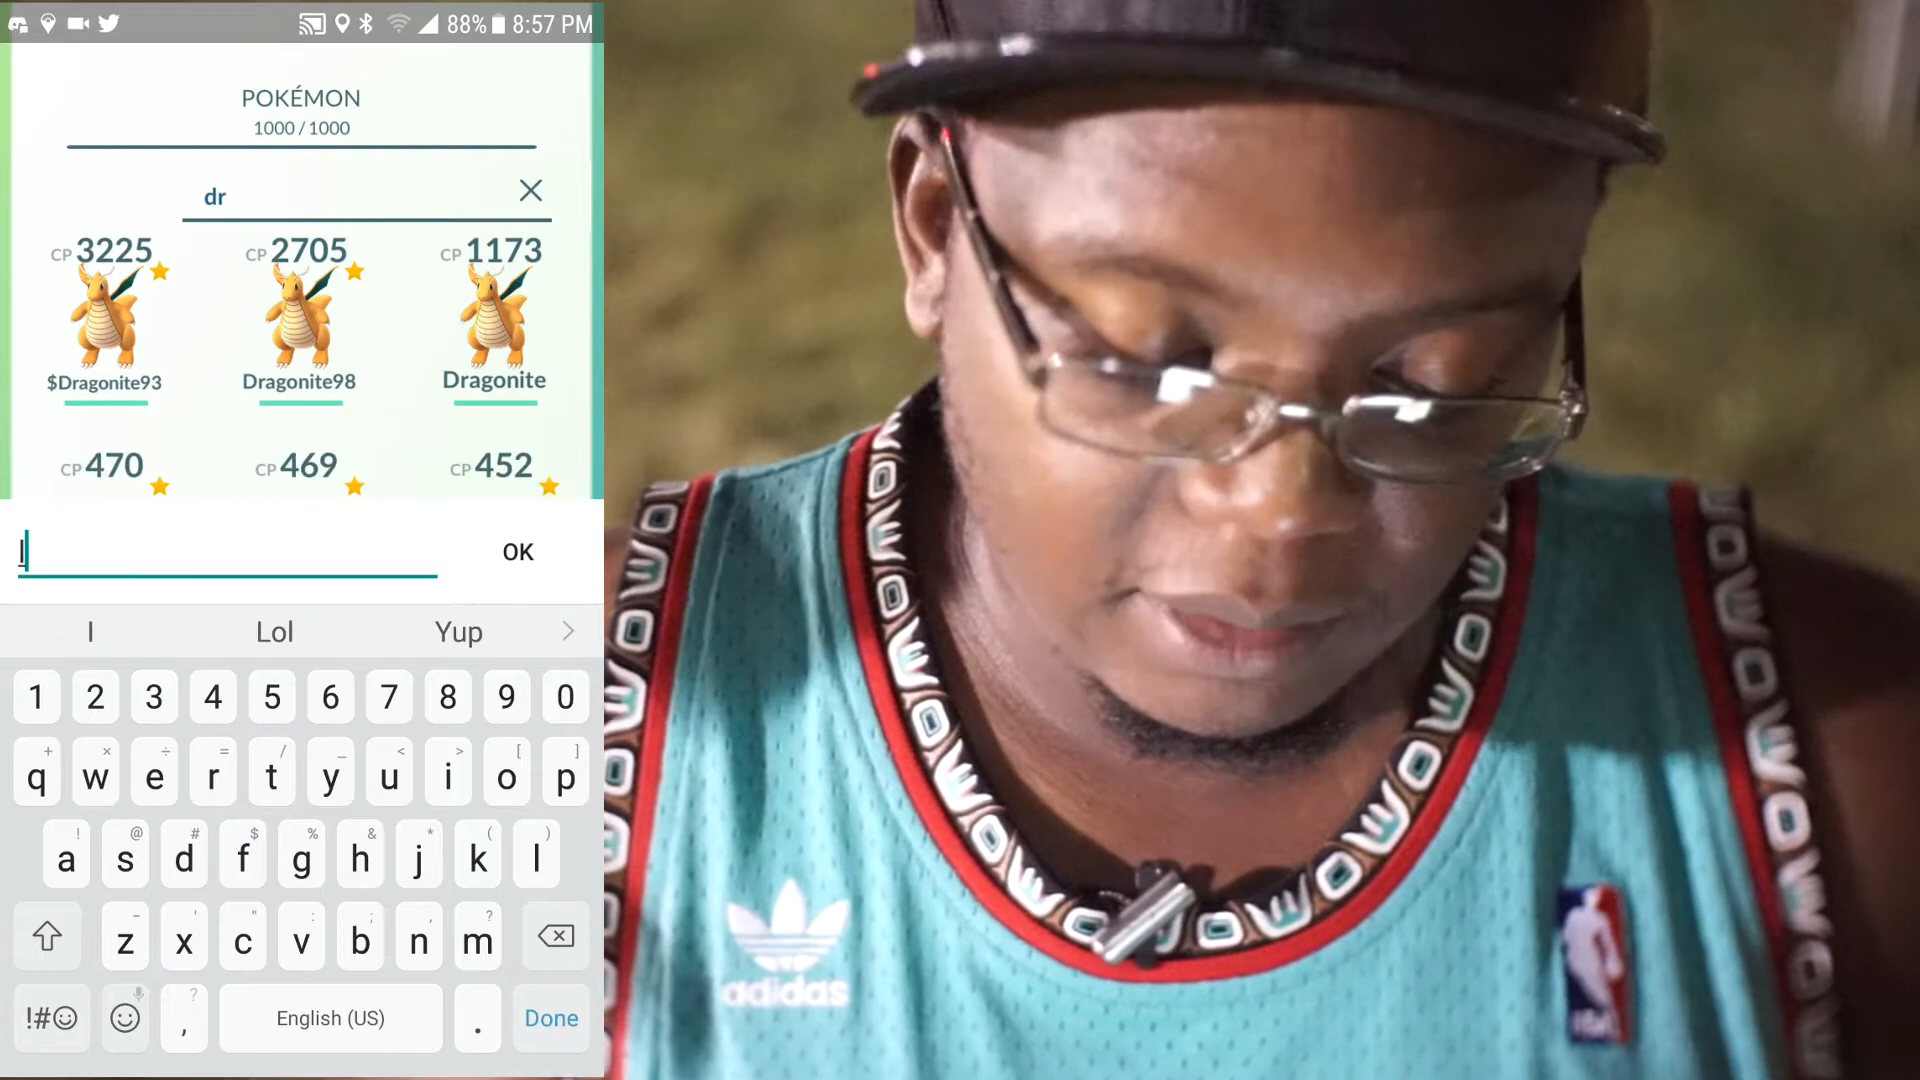 88% 8:57 PM
POKÉMON
1000 / 1000
dr
CP 3225 CP 2705 CP 1173
$Dragonite93 Dragonite98 Dragonite
CP 470 CP 469 CP 452
l OK
I Lol Yup
1 2 3 4 5 6 7 8 9 0
+ × ÷ = / _ < > [ ]
q w e r t y u i o p
! @ # $ % & * ( )
a s d f g h j k l
- ' " : ; , ?
z x c v b n m
?
!# , English (US) . Done
adidas